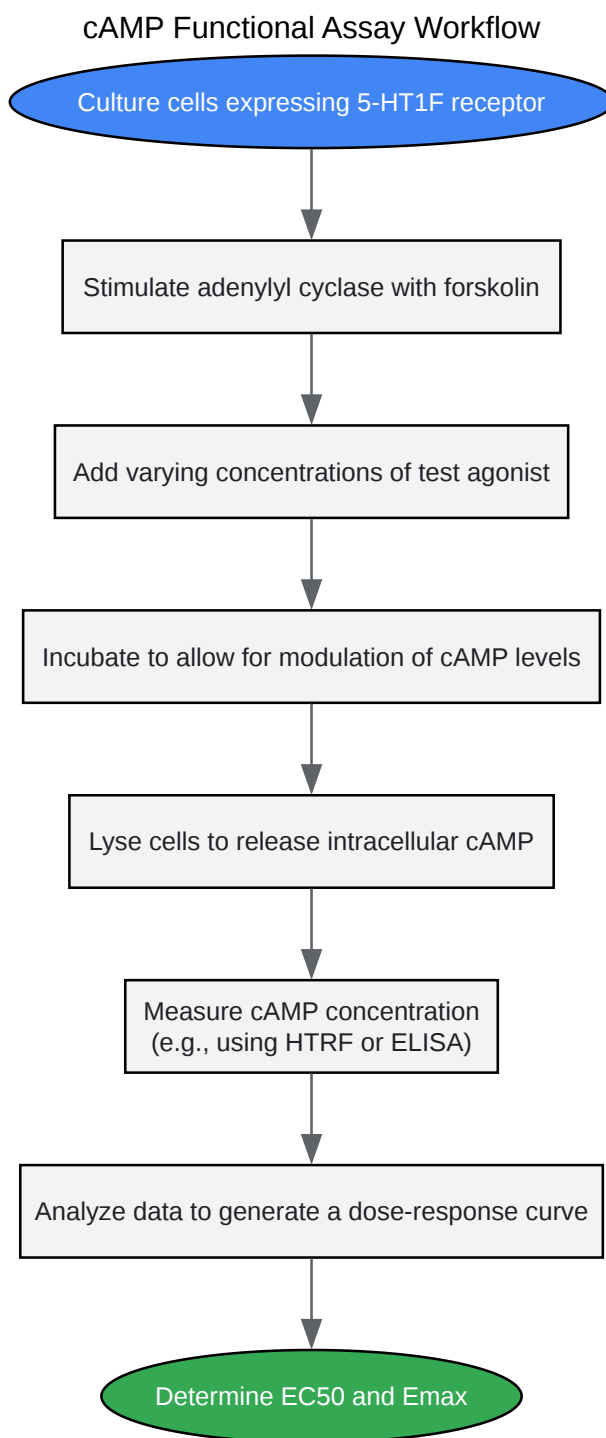 cAMP Functional Assay Workflow
Culture cells expressing 5-HT1F receptor
Stimulate adenylyl cyclase with forskolin
Add varying concentrations of test agonist
Incubate to allow for modulation of cAMP levels
Lyse cells to release intracellular cAMP
Measure cAMP concentration
(e.g., using HTRF or ELISA)
Analyze data to generate a dose-response curve
Determine EC50 and Emax